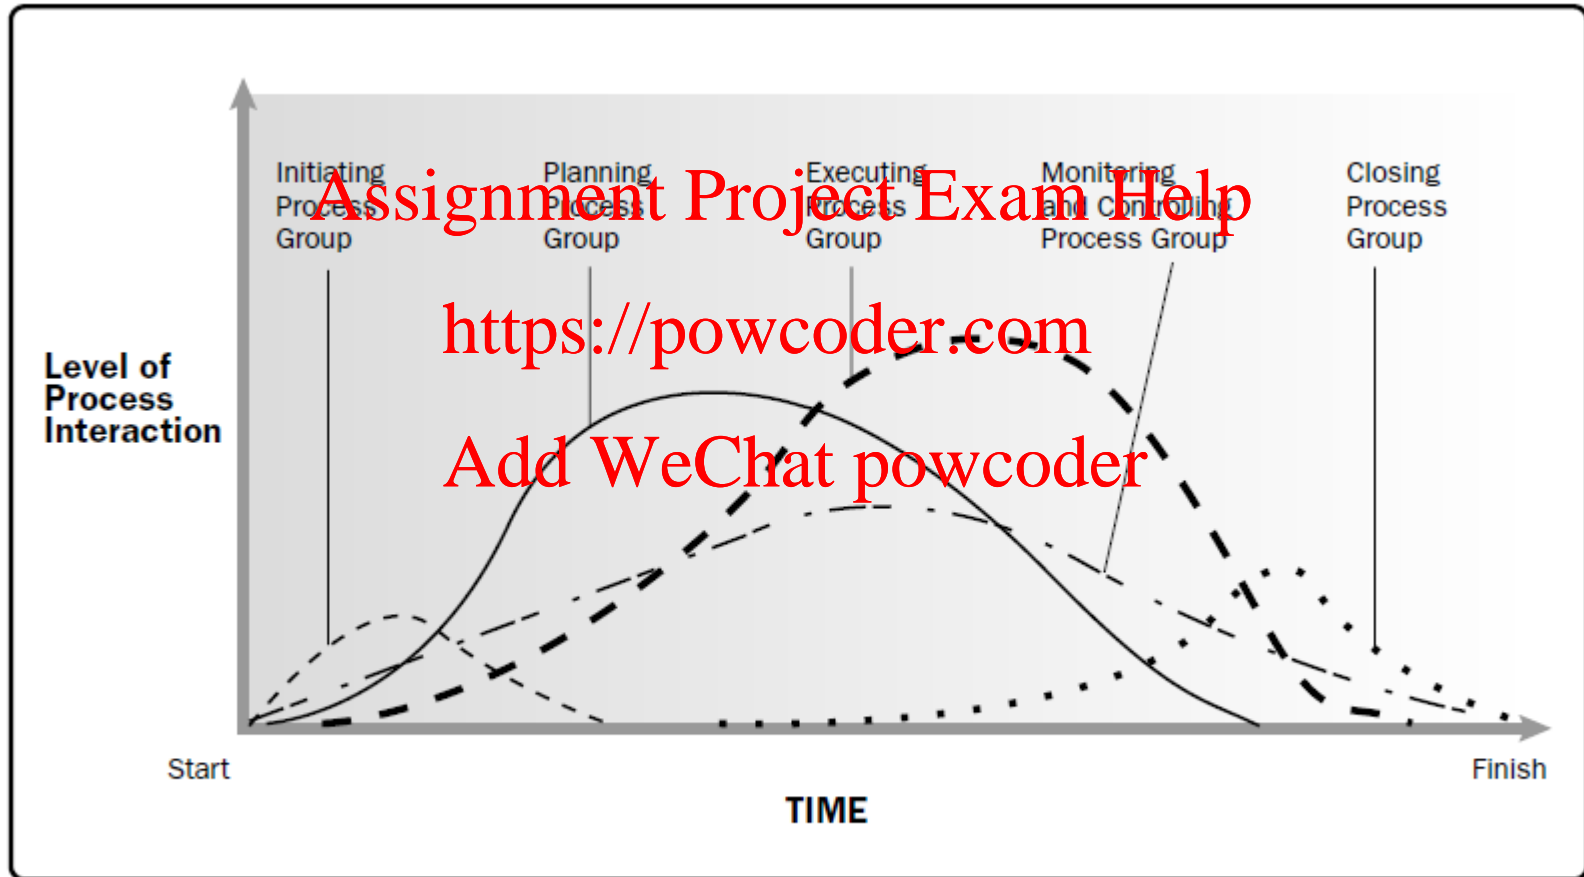 Initiating
Process
Group
Planning
Process
Group
Executing
Process
Group
Monitoring
and Controlling
Process Group
Closing
Process
Group
Assignment Project Exam Help
https://powcoder.com
Add WeChat powcoder
Level of
Process
Interaction
Start
Finish
TIME